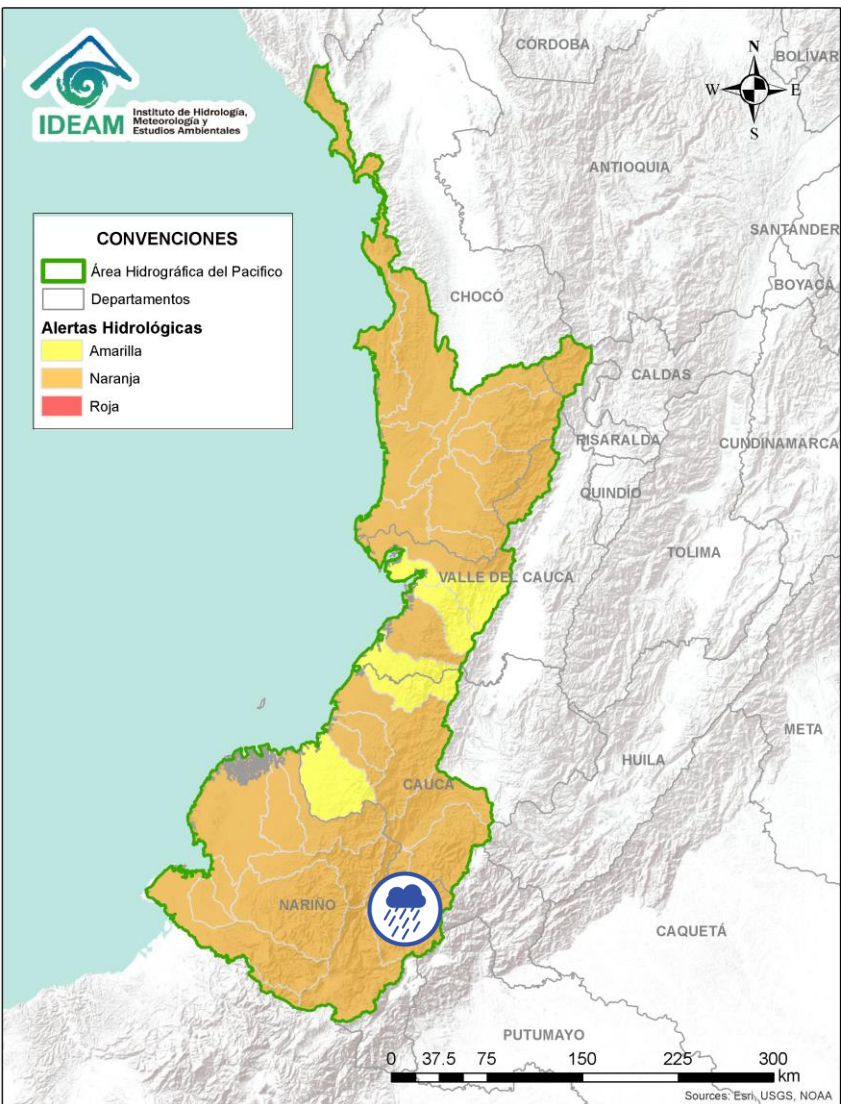 IDEAM
Instituto de Hidrología,
Meteorología y
Estudios Ambientales
CÓRDOBA
BOLÍVAR
N
W
E
S
ANTIOQUIA
SANTANDER
BOYACÁ
CONVENCIONES
Área Hidrográfica del Pacifico
Departamentos
Alertas Hidrológicas
Amarilla
Naranja
Roja
CHOCÓ
CALDAS
RISARALDA
CUNDINAMARCA
QUINDÍO
TOLIMA
VALLE DEL CAUCA
META
HUILA
CAUCA
NARIÑO
CAQUETÁ
PUTUMAYO
0 37.5 75 150 225 300
km
Sources: Esri, USGS, NOAA